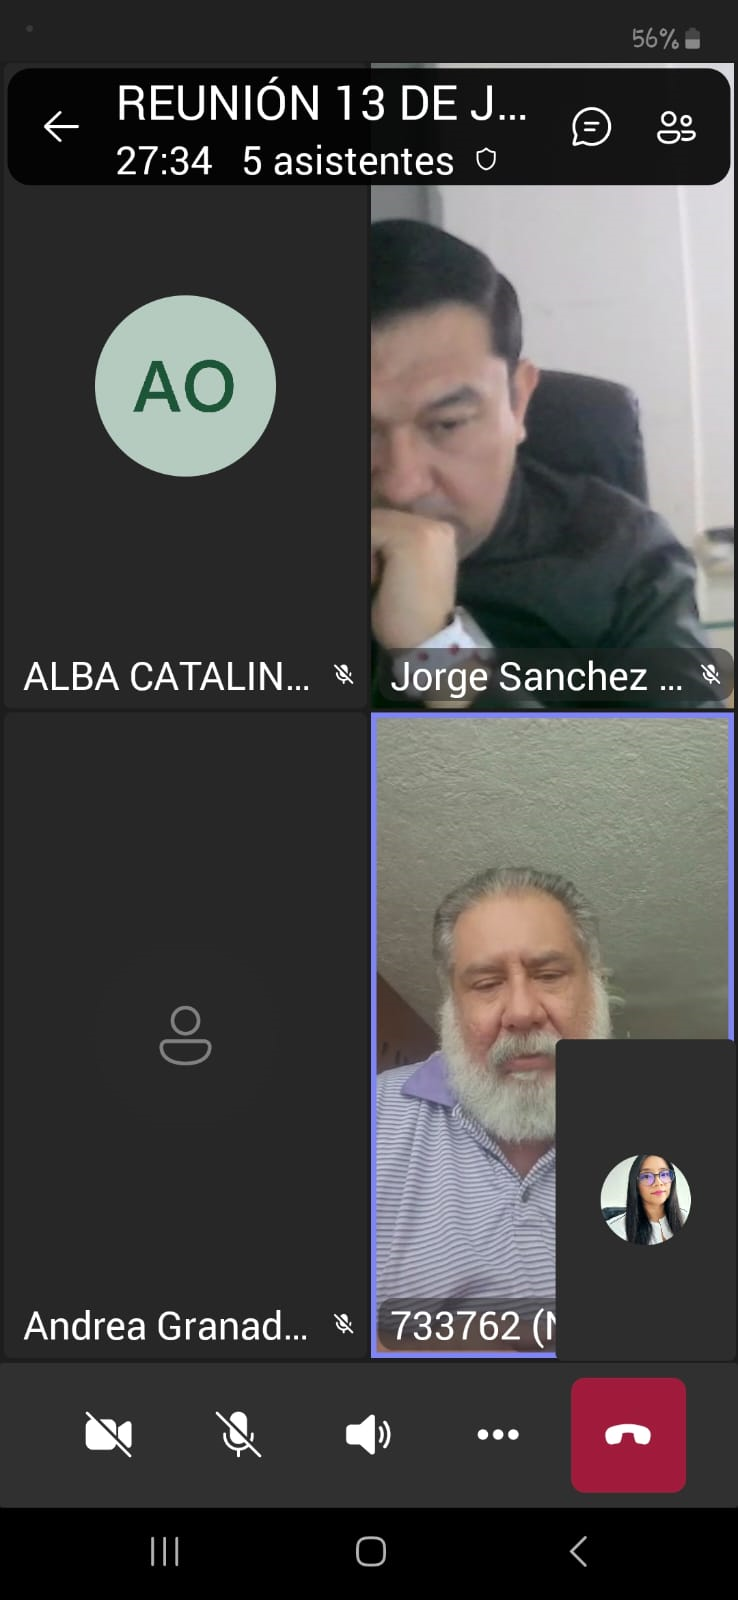 56%
REUNIÓN 13 DE J...
27:34 5 asistentes
AO
ALBA CATALIN...
Jorge Sanchez ...
Andrea Granad...
733762 (